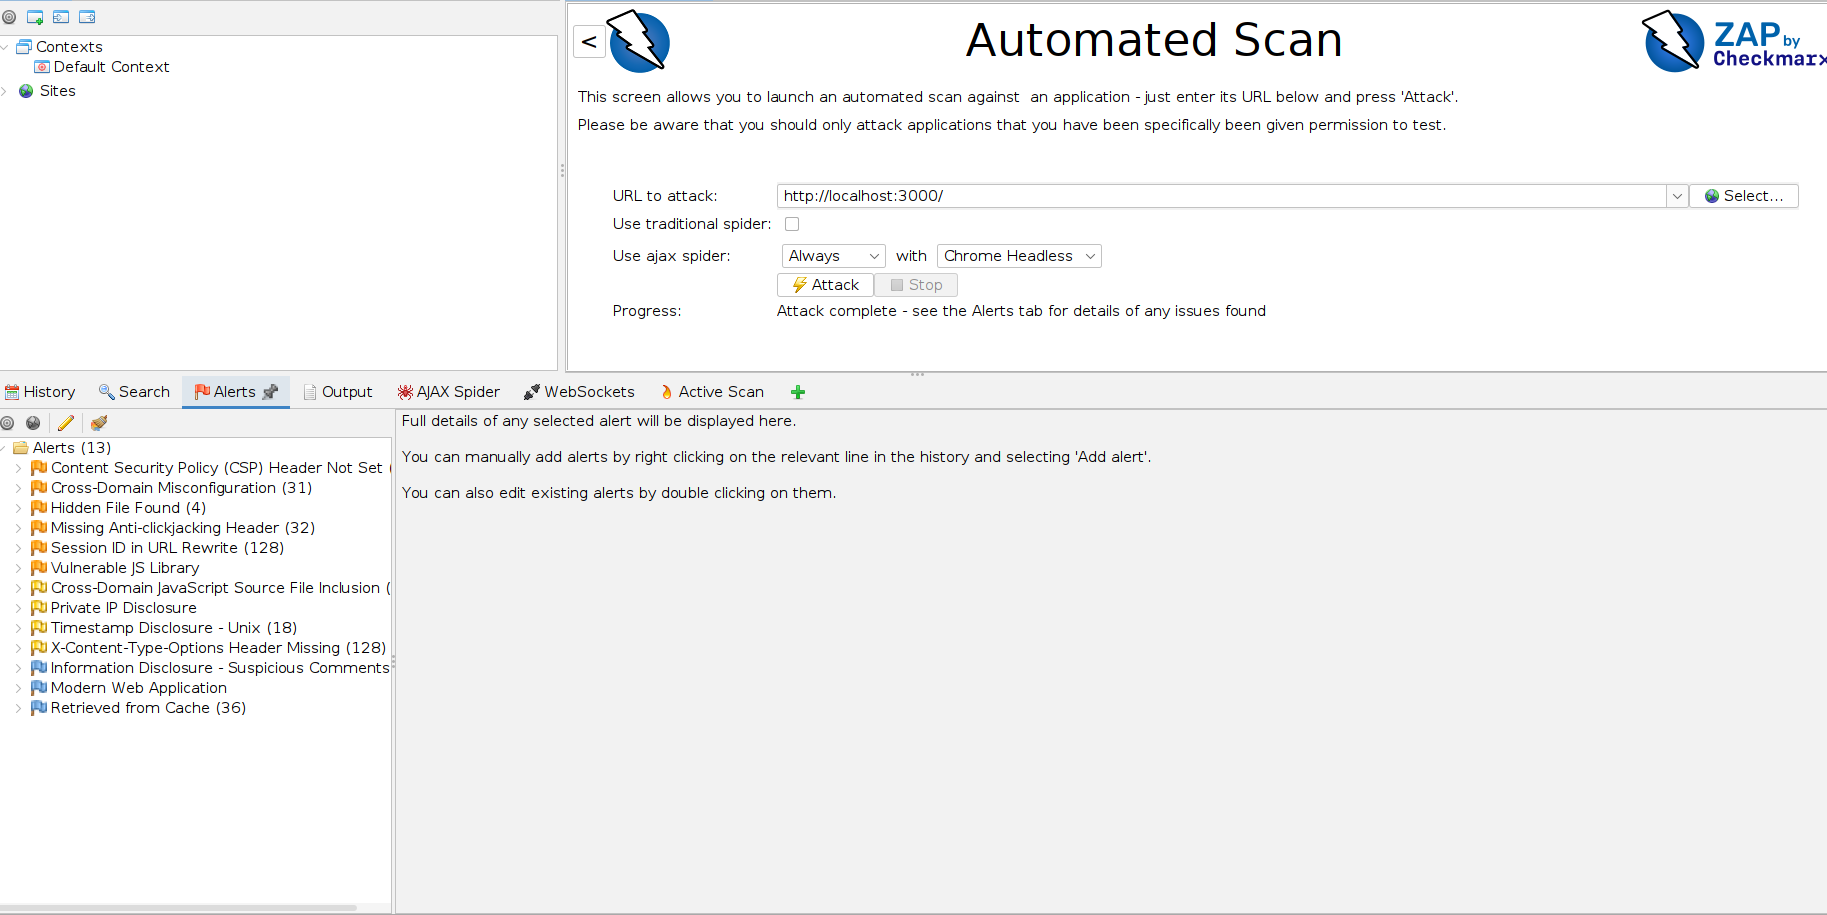 Contexts
Default Context
Sites
<
Automated Scan
ZAP by
Checkmarx
This screen allows you to launch an automated scan against  an application - just enter its URL below and press 'Attack'.
Please be aware that you should only attack applications that you have been specifically been given permission to test.
URL to attack: http://localhost:3000/ Select...
Use traditional spider:
Use ajax spider: Always with Chrome Headless
Attack Stop
Progress: Attack complete - see the Alerts tab for details of any issues found
History Search Alerts Output AJAX Spider WebSockets Active Scan
Alerts (13)
Content Security Policy (CSP) Header Not Set (
Cross-Domain Misconfiguration (31)
Hidden File Found (4)
Missing Anti-clickjacking Header (32)
Session ID in URL Rewrite (128)
Vulnerable JS Library
Cross-Domain JavaScript Source File Inclusion (
Private IP Disclosure
Timestamp Disclosure - Unix (18)
X-Content-Type-Options Header Missing (128)
Information Disclosure - Suspicious Comments
Modern Web Application
Retrieved from Cache (36)
Full details of any selected alert will be displayed here.
You can manually add alerts by right clicking on the relevant line in the history and selecting 'Add alert'.
You can also edit existing alerts by double clicking on them.